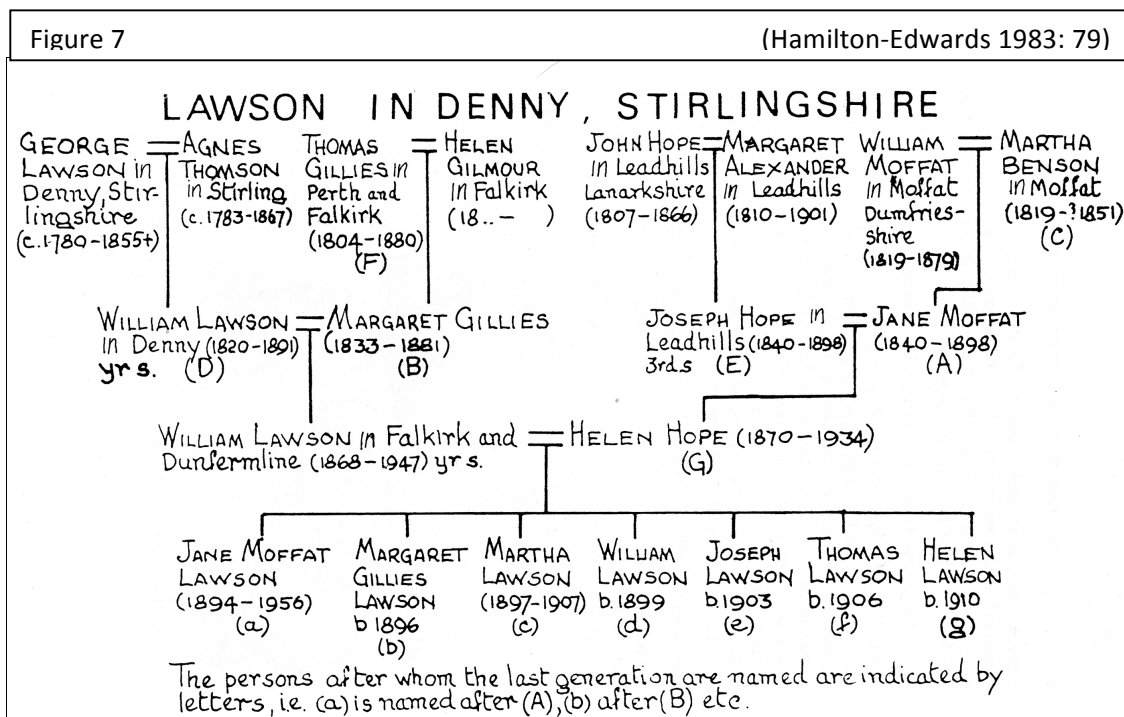 Figure 7 (Hamilton-Edwards 1983: 79)
LAWSON IN DENNY, STIRLINGSHIRE
GEORGE
LAWSON in
Denny, Stir-
lingshire
(c.1780-1855+)
=
AGNES
THOMSON
in Stirling
(c.1783-1867)
THOMAS
GILLIES in
Perth and
Falkirk
(1804-1880)
(F)
=
HELEN
GILMOUR
in Falkirk
(18..- )
JOHN HOPE
in Leadhills
Lanarkshire
(1807-1866)
=
MARGARET
ALEXANDER
in Leadhills
(1810-1901)
WILLIAM
MOFFAT
in Moffat
Dumfries-
shire
(1819-1879)
=
MARTHA
BENSON
in Moffat
(1819-?1851)
(C)
WILLIAM LAWSON
in Denny (1820-1891)
yrs. (D)
=
MARGARET GILLIES
(1833-1881)
(B)
JOSEPH HOPE in
Leadhills (1840-1898)
3rd.s (E)
=
JANE MOFFAT
(1840-1898)
(A)
WILLIAM LAWSON in Falkirk and
Dunfermline (1868-1947) yrs.
=
HELEN HOPE (1870-1934)
(G)
JANE MOFFAT
LAWSON
(1894-1956)
(a)
MARGARET
GILLIES
LAWSON
b 1896
(b)
MARTHA
LAWSON
(1897-1907)
(c)
WILLIAM
LAWSON
b.1899
(d)
JOSEPH
LAWSON
b.1903
(e)
THOMAS
LAWSON
b.1906
(f)
HELEN
LAWSON
b.1910
(g)
The persons after whom the last generation are named are indicated by
letters, ie. (a) is named after (A), (b) after (B) etc.